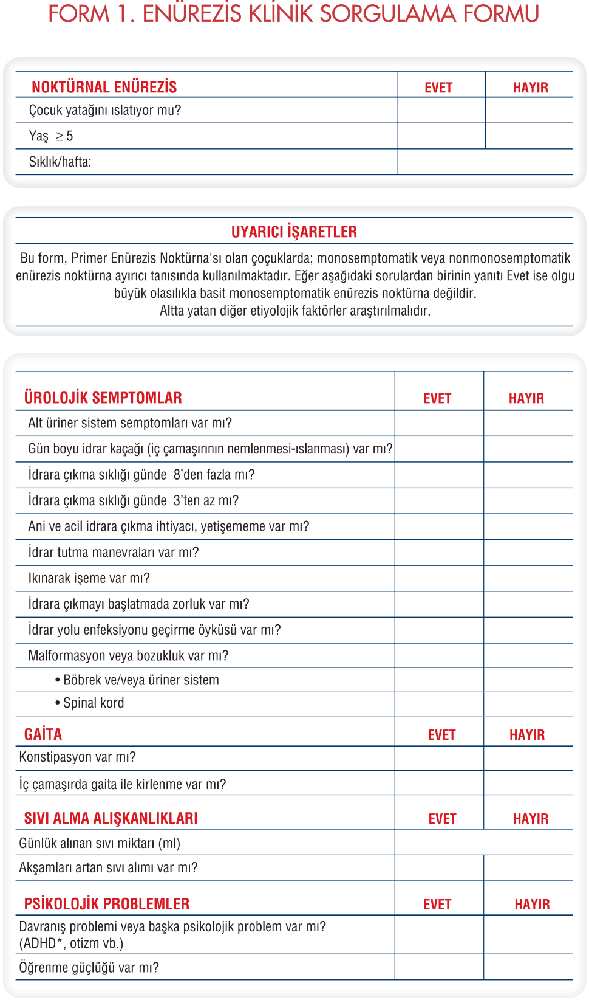 FORM 1. ENÜREZİS KLİNİK SORGULAMA FORMU
NOKTÜRNAL ENÜREZİS EVET HAYIR
Çocuk yatağını ıslatıyor mu?
Yaş ≥ 5
Sıklık/hafta:
UYARICI İŞARETLER
Bu form, Primer Enürezis Noktürna'sı olan çoçuklarda; monosemptomatik veya nonmonosemptomatik
enürezis noktürna ayırıcı tanısında kullanılmaktadır. Eğer aşağıdaki sorulardan birinin yanıtı Evet ise olgu
büyük olasılıkla basit monosemptomatik enürezis noktürna değildir.
Altta yatan diğer etiyolojik faktörler araştırılmalıdır.
ÜROLOJİK SEMPTOMLAR EVET HAYIR
Alt üriner sistem semptomları var mı?
Gün boyu idrar kaçağı (iç çamaşırının nemlenmesi-ıslanması) var mı?
İdrara çıkma sıklığı günde 8’den fazla mı?
İdrara çıkma sıklığı günde 3’ten az mı?
Ani ve acil idrara çıkma ihtiyacı, yetişememe var mı?
İdrar tutma manevraları var mı?
Ikınarak işeme var mı?
İdrara çıkmayı başlatmada zorluk var mı?
İdrar yolu enfeksiyonu geçirme öyküsü var mı?
Malformasyon veya bozukluk var mı?
• Böbrek ve/veya üriner sistem
• Spinal kord
GAİTA EVET HAYIR
Konstipasyon var mı?
İç çamaşırda gaita ile kirlenme var mı?
SIVI ALMA ALIŞKANLIKLARI EVET HAYIR
Günlük alınan sıvı miktarı (ml)
Akşamları artan sıvı alımı var mı?
PSİKOLOJİK PROBLEMLER EVET HAYIR
Davranış problemi veya başka psikolojik problem var mı?
(ADHD*, otizm vb.)
Öğrenme güçlüğü var mı?